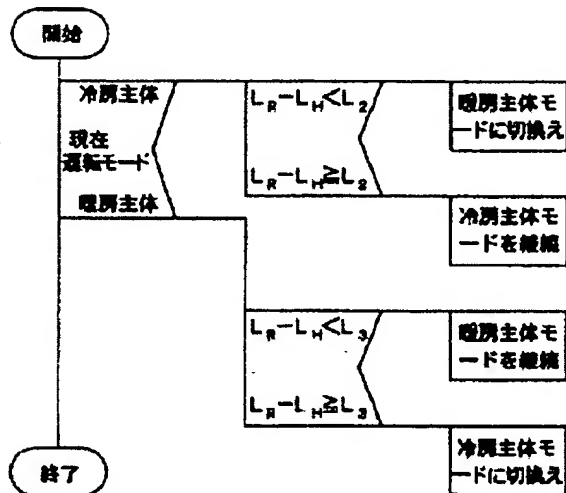 開始
冷房主体
現在
運転モード
暖房主体
L_R－L_H＜L_2
L_R－L_H≧L_2
暖房主体モ
ードに切換え
冷房主体モ
ードを継続
L_R－L_H＜L_3
L_R－L_H≧L_3
暖房主体モ
ードを継続
冷房主体モ
ードに切換え
終了